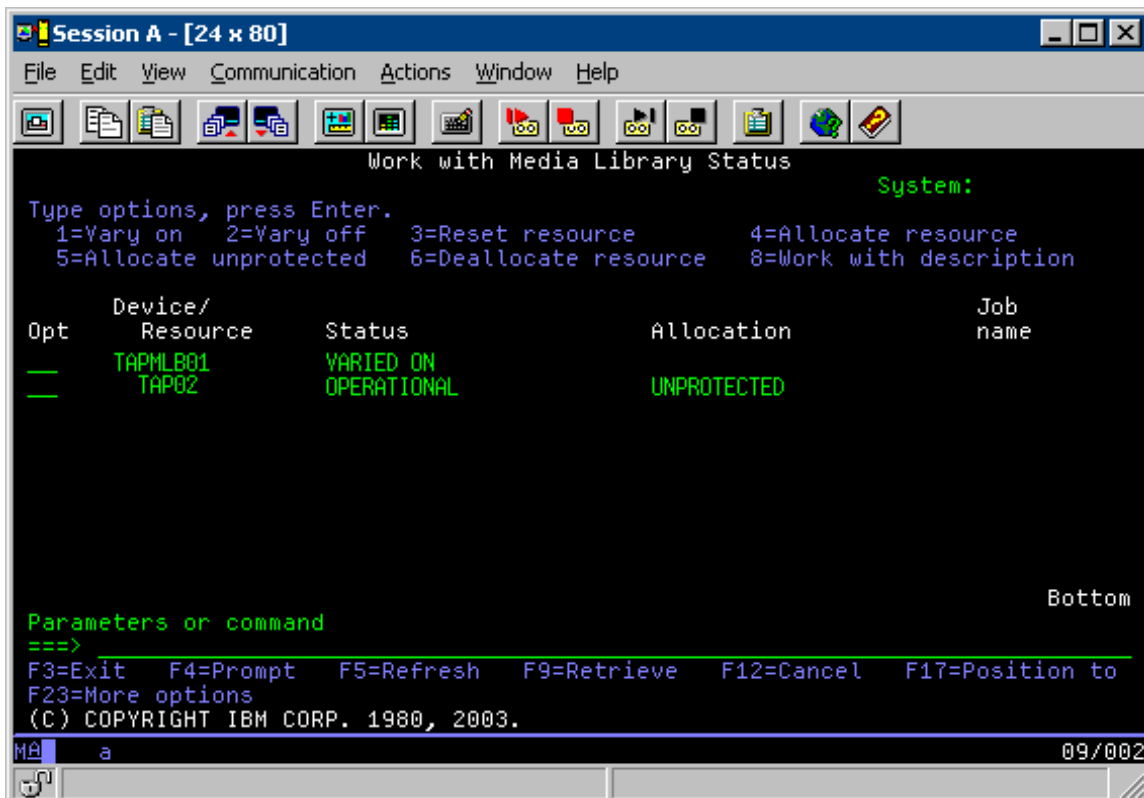 Session A - [24 x 80]
File Edit View Communication Actions Window Help
Work with Media Library Status
System:
Type options, press Enter.
1=Vary on 2=Vary off 3=Reset resource 4=Allocate resource
5=Allocate unprotected 6=Deallocate resource 8=Work with description
Device/ Job
Opt Resource Status Allocation name
TAPMLB01 VARIED ON
TAP02 OPERATIONAL UNPROTECTED
Bottom
Parameters or command
===>
F3=Exit F4=Prompt F5=Refresh F9=Retrieve F12=Cancel F17=Position to
F23=More options
(C) COPYRIGHT IBM CORP. 1980, 2003.
MA a 09/002